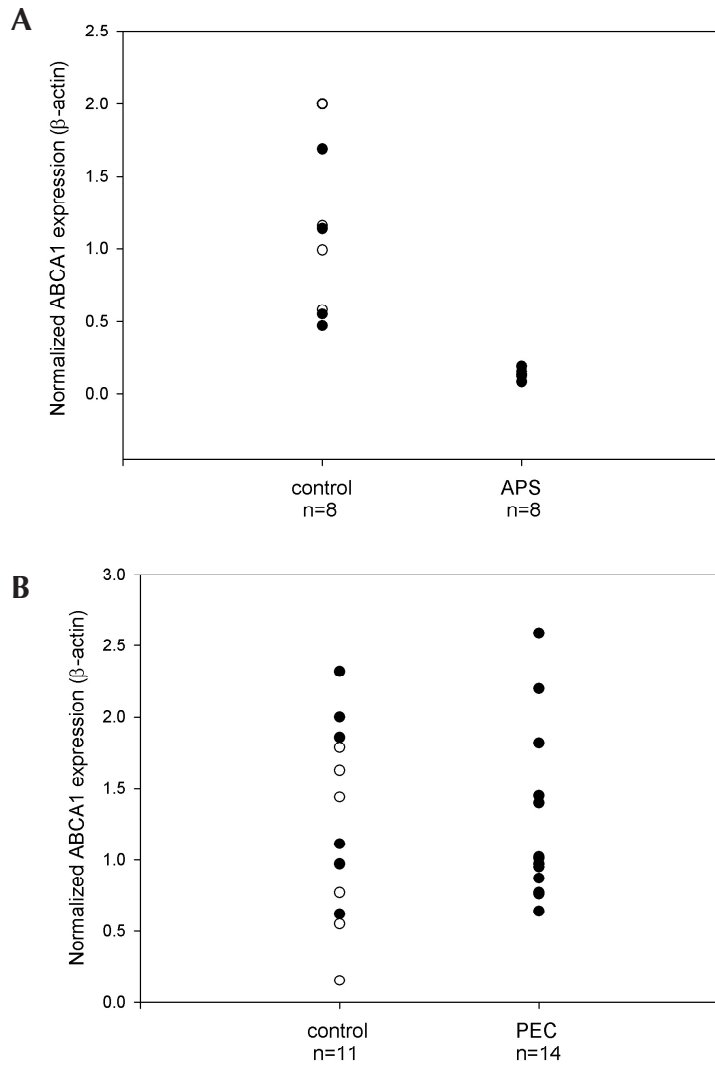 A
Normalized ABCA1 expression (β-actin)
2.5
2.0
1.5
1.0
0.5
0.0
control
n=8
APS
n=8
B
Normalized ABCA1 expression (β-actin)
3.0
2.5
2.0
1.5
1.0
0.5
0.0
control
n=11
PEC
n=14